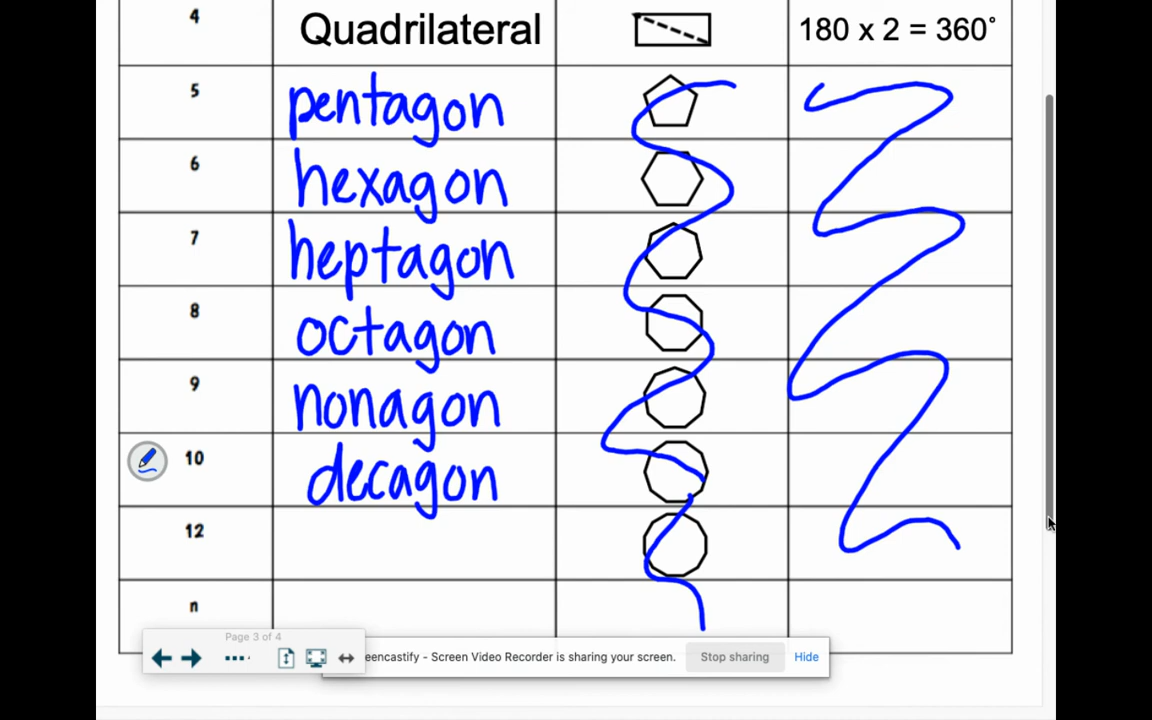 4 Quadrilateral 180 x 2 = 360°
5 pentagon
6 hexagon
7 heptagon
8 octagon
9 nonagon
10 decagon
12
n
Page 3 of 4
eencastify - Screen Video Recorder is sharing your screen. Stop sharing Hide